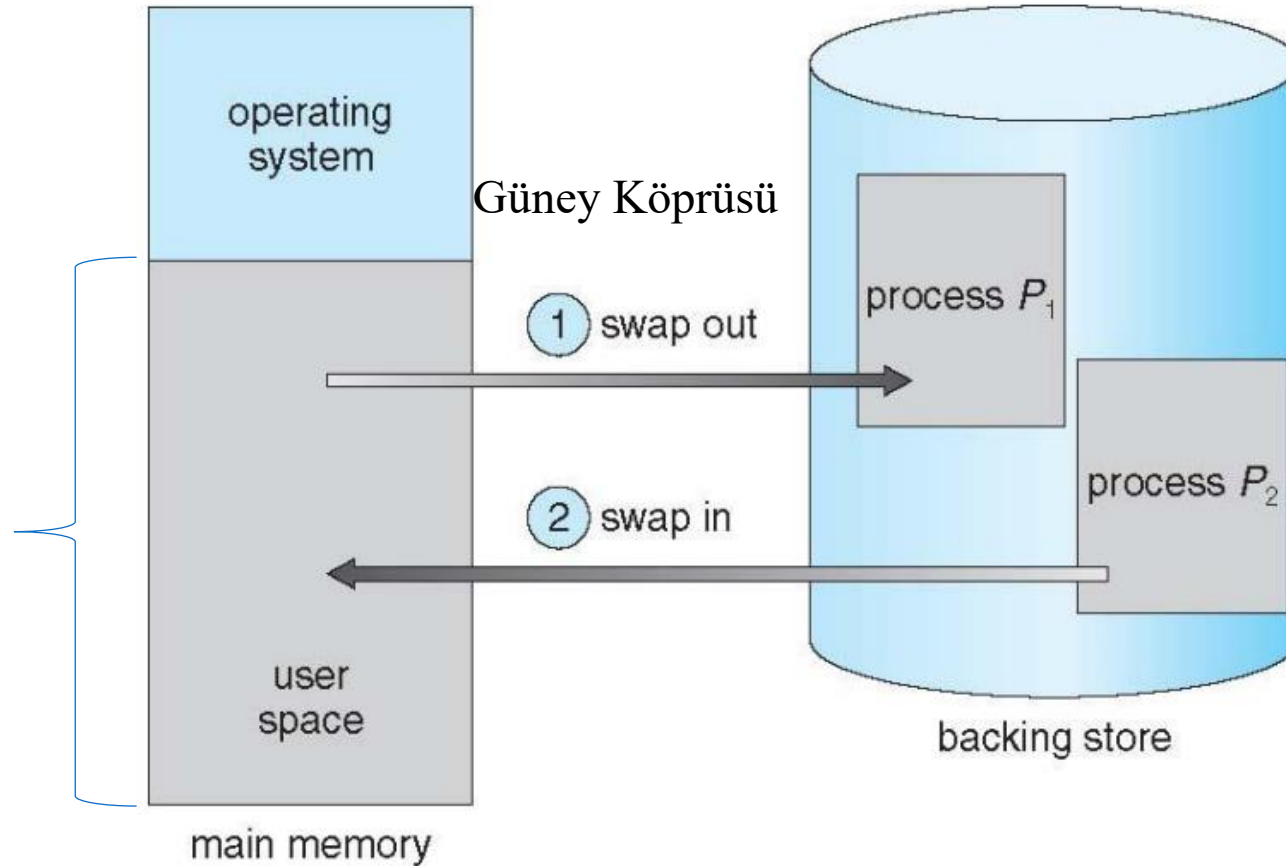 operating
system
Güney Köprüsü
1 swap out
process P₁
2 swap in
process P₂
user
space
backing store
main memory